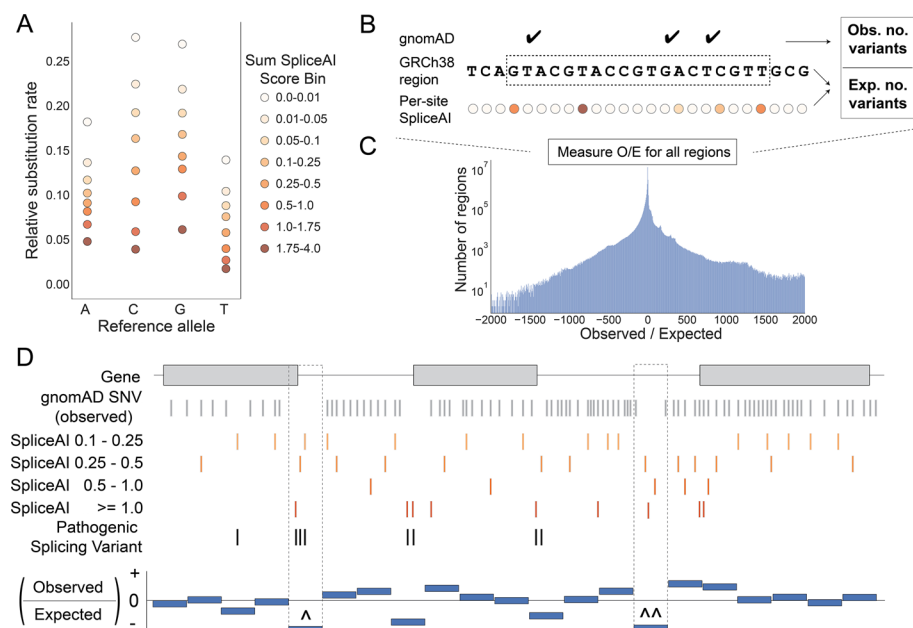 A
Relative substitution rate
0.25
0.20
0.15
0.10
0.05
0.00
A C G T
Reference allele
Sum SpliceAI
Score Bin
0.0-0.01
0.01-0.05
0.05-0.1
0.1-0.25
0.25-0.5
0.5-1.0
1.0-1.75
1.75-4.0
B
gnomAD
GRCh38
region
TCAGTACGTACCGTGACTCGTTGCG
Per-site
SpliceAI
Obs. no.
variants
Exp. no.
variants
C
Measure O/E for all regions
Number of regions
10^7
10^5
10^3
10^1
−2000 −1500 −1000 −500 0 500 1000 1500 2000
Observed / Expected
D
Gene
gnomAD SNV
(observed)
SpliceAI 0.1 - 0.25
SpliceAI 0.25 - 0.5
SpliceAI 0.5 - 1.0
SpliceAI >= 1.0
Pathogenic
Splicing Variant
Observed
Expected
+
0
-
^ ^^